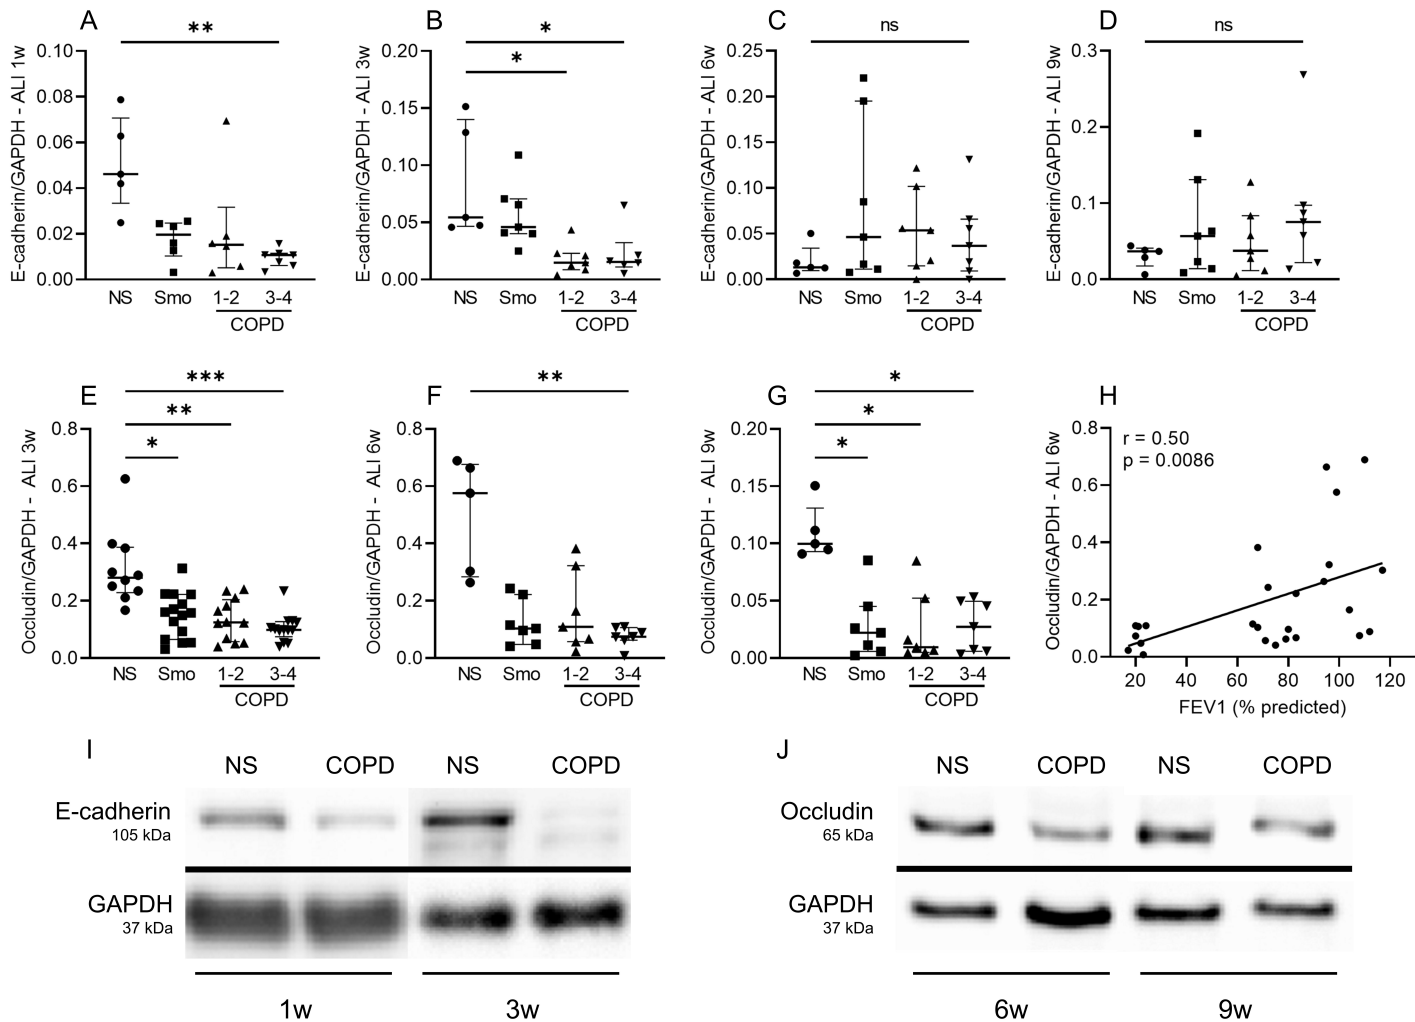 A
**
E-cadherin/GAPDH - ALI 1w
0.10
0.08
0.06
0.04
0.02
0.00
NS Smo 1-2 3-4
COPD
B
*
*
E-cadherin/GAPDH - ALI 3w
0.20
0.15
0.10
0.05
0.00
NS Smo 1-2 3-4
COPD
C
ns
E-cadherin/GAPDH - ALI 6w
0.25
0.20
0.15
0.10
0.05
0.00
NS Smo 1-2 3-4
COPD
D
ns
E-cadherin/GAPDH - ALI 9w
0.3
0.2
0.1
0.0
NS Smo 1-2 3-4
COPD
E
***
**
*
Occludin/GAPDH - ALI 3w
0.8
0.6
0.4
0.2
0.0
NS Smo 1-2 3-4
COPD
F
**
Occludin/GAPDH - ALI 6w
0.8
0.6
0.4
0.2
0.0
NS Smo 1-2 3-4
COPD
G
*
*
*
Occludin/GAPDH - ALI 9w
0.20
0.15
0.10
0.05
0.00
NS Smo 1-2 3-4
COPD
H
r = 0.50
p = 0.0086
Occludin/GAPDH - ALI 6w
0.8
0.6
0.4
0.2
0.0
20 40 60 80 100 120
FEV1 (% predicted)
I
NS COPD NS COPD
E-cadherin
105 kDa
GAPDH
37 kDa
1w 3w
J
NS COPD NS COPD
Occludin
65 kDa
GAPDH
37 kDa
6w 9w